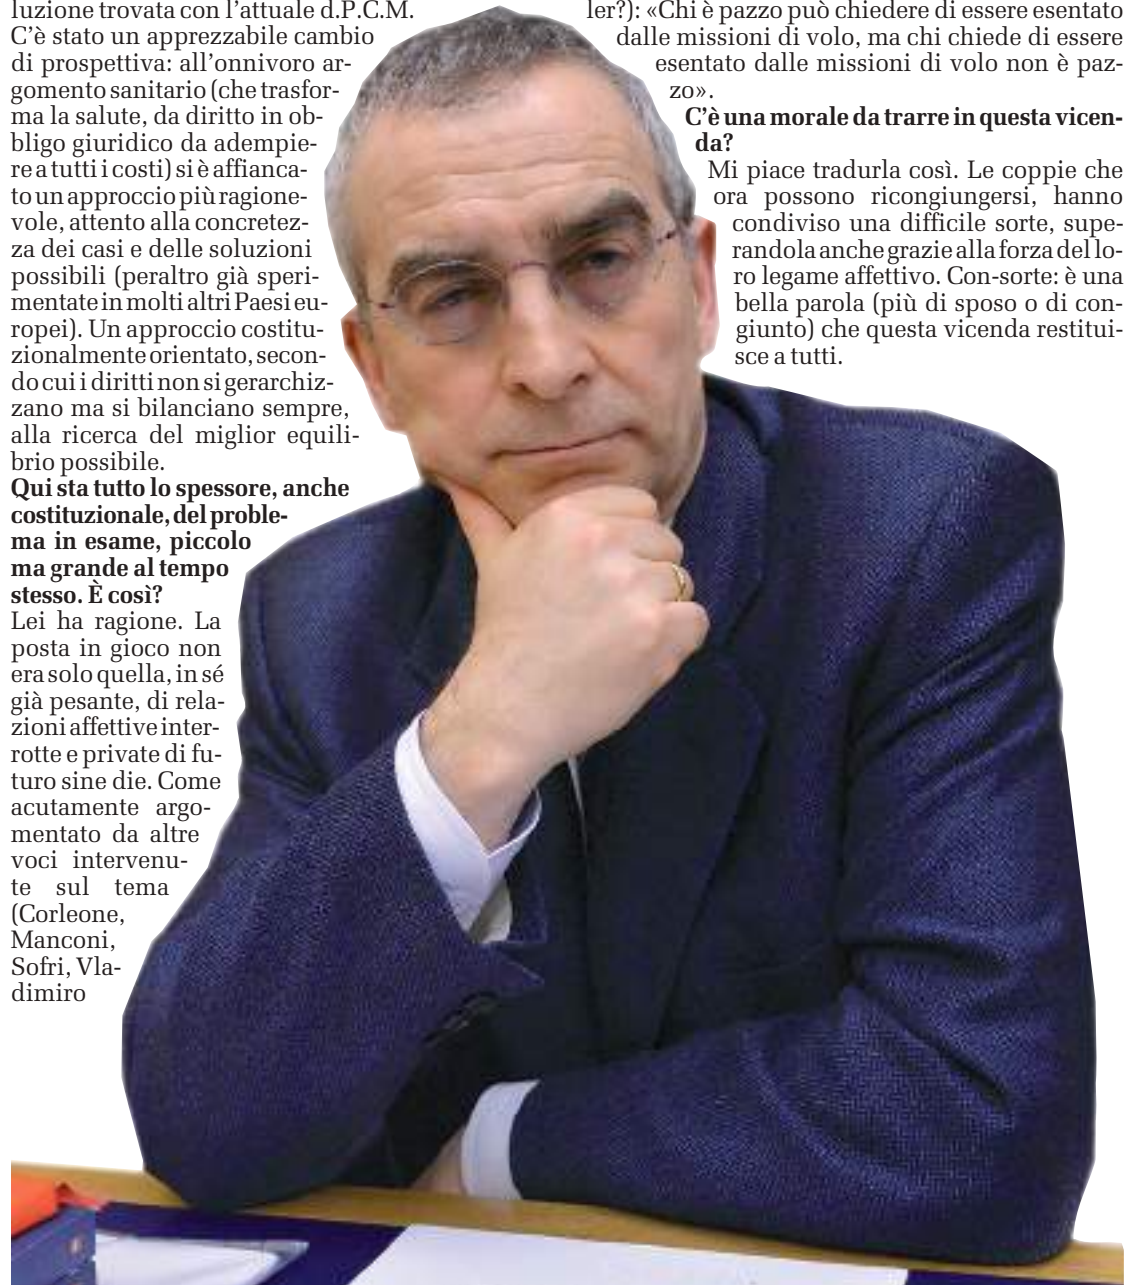 luzione trovata con l'attuale d.P.C.M.
C'è stato un apprezzabile cambio
di prospettiva: all'onnivoro ar-
gomento sanitario (che trasfor-
ma la salute, da diritto in ob-
bligo giuridico da adempie-
re a tutti i costi) si è affianca-
to un approccio più ragione-
vole, attento alla concretez-
za dei casi e delle soluzioni
possibili (peraltro già speri-
mentate in molti altri Paesi eu-
ropei). Un approccio costitu-
zionalmente orientato, secon-
do cui i diritti non si gerarchiz-
zano ma si bilanciano sempre,
alla ricerca del miglior equili-
brio possibile.
Qui sta tutto lo spessore, anche
costituzionale, del proble-
ma in esame, piccolo
ma grande al tempo
stesso. È così?
Lei ha ragione. La
posta in gioco non
era solo quella, in sé
già pesante, di rela-
zioni affettive inter-
rotte e private di fu-
turo sine die. Come
acutamente argo-
mentato da altre
voci intervenu-
te sul tema
(Corleone,
Manconi,
Sofri, Vla-
dimiro
ler?): «Chi è pazzo può chiedere di essere esentato
dalle missioni di volo, ma chi chiede di essere
esentato dalle missioni di volo non è paz-
zo».
C'è una morale da trarre in questa vicen-
da?
Mi piace tradurla così. Le coppie che
ora possono ricongiungersi, hanno
condiviso una difficile sorte, supe-
randola anche grazie alla forza del lo-
ro legame affettivo. Con-sorte: è una
bella parola (più di sposo o di con-
giunto) che questa vicenda restitui-
sce a tutti.